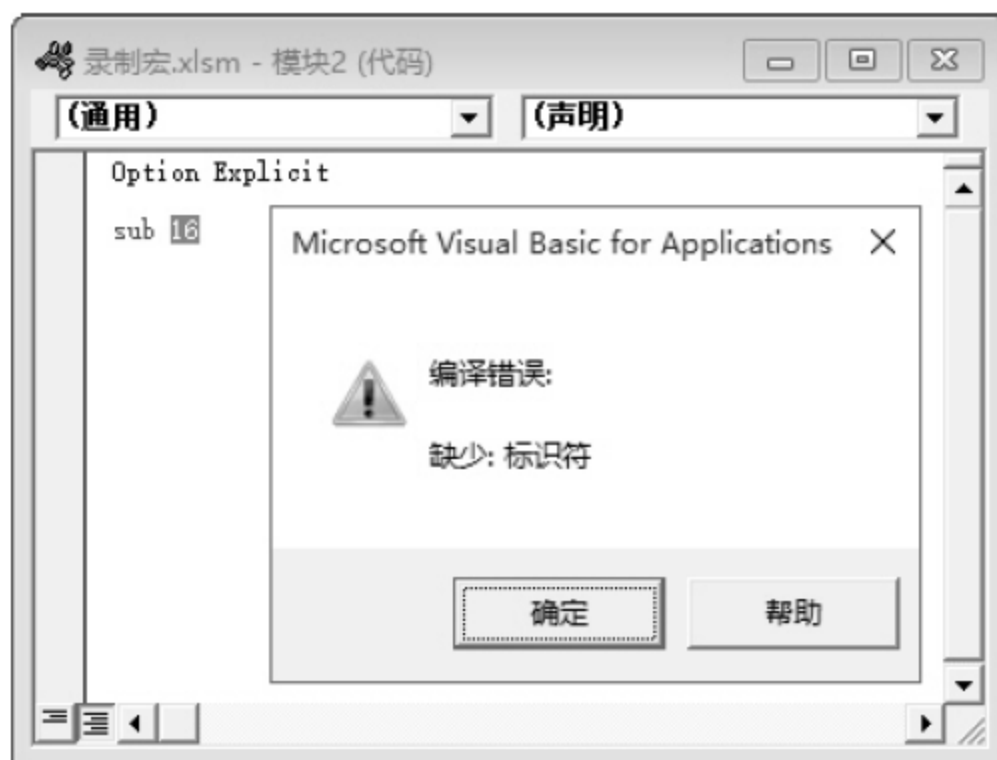 录制宏.xlsm - 模块2 (代码)
(通用) (声明)
Option Explicit
sub 16
Microsoft Visual Basic for Applications
编译错误:
缺少: 标识符
确定 帮助